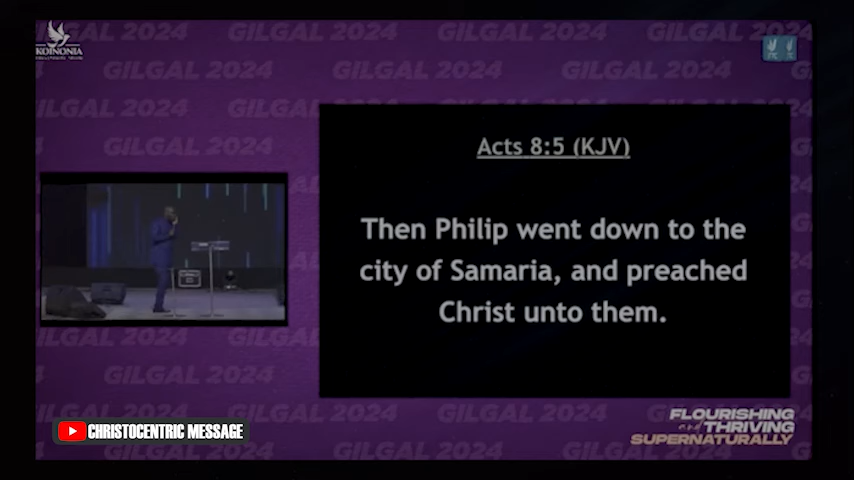 KOINONIA
GILGAL 2024
Acts 8:5 (KJV)
Then Philip went down to the
city of Samaria, and preached
Christ unto them.
CHRISTOCENTRIC MESSAGE
FLOURISHING
and THRIVING
SUPERNATURALLY